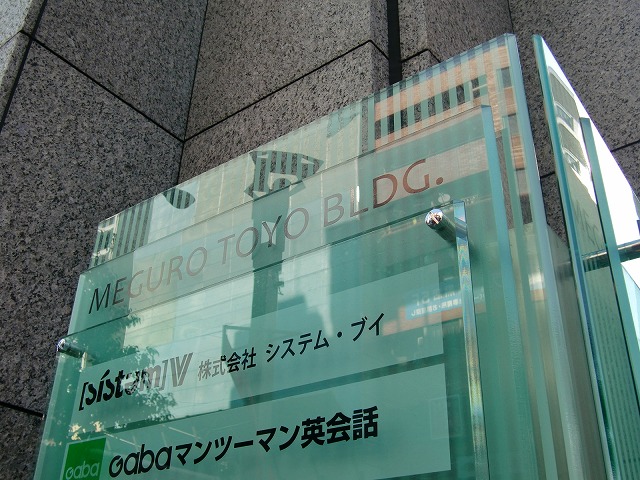 MEGURO TOYO BLDG.
[sistem]V 株式会社 システム・ブイ
Gaba Gabaマンツーマン英会話